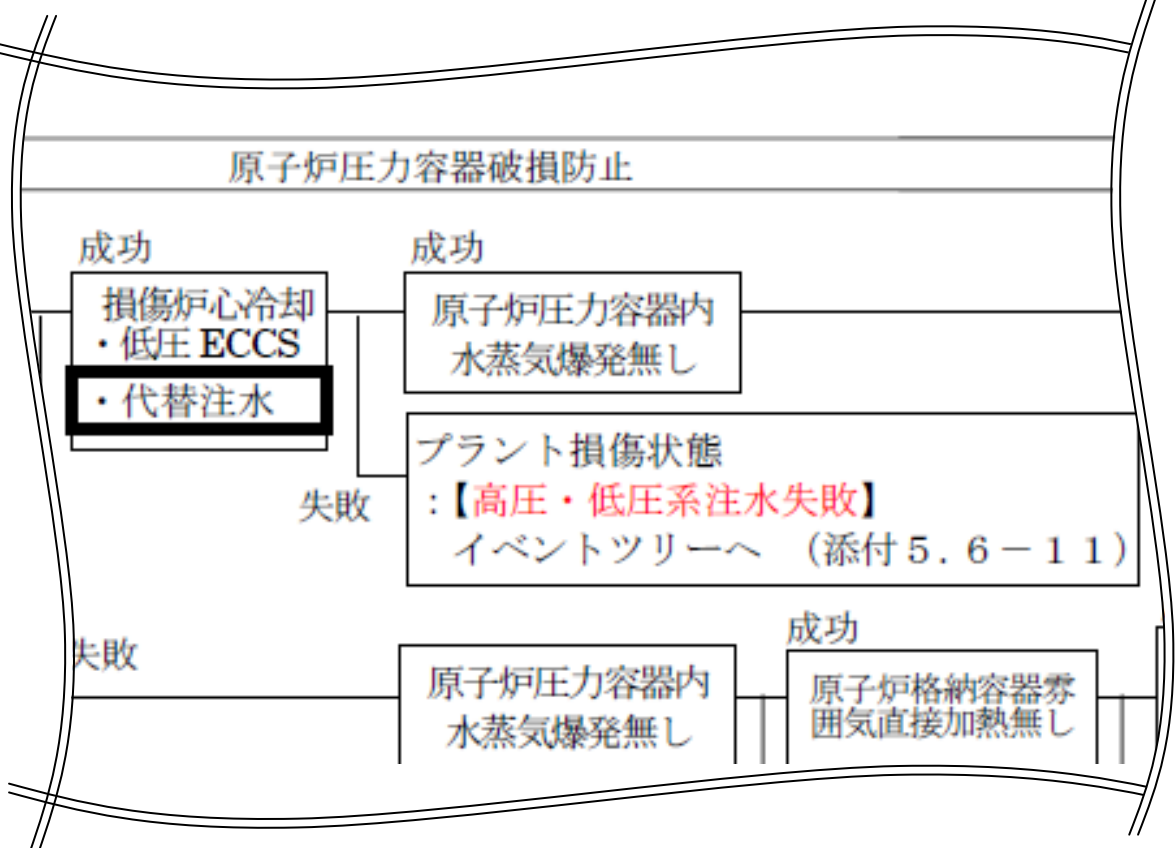 原子炉圧力容器破損防止
成功
損傷炉心冷却
・低圧 ECCS
・代替注水
成功
原子炉圧力容器内
水蒸気爆発無し
失敗
プラント損傷状態
:【高圧・低圧系注水失敗】
イベントツリーへ （添付５．６－１１）
失敗
原子炉圧力容器内
水蒸気爆発無し
成功
原子炉格納容器雰
囲気直接加熱無し